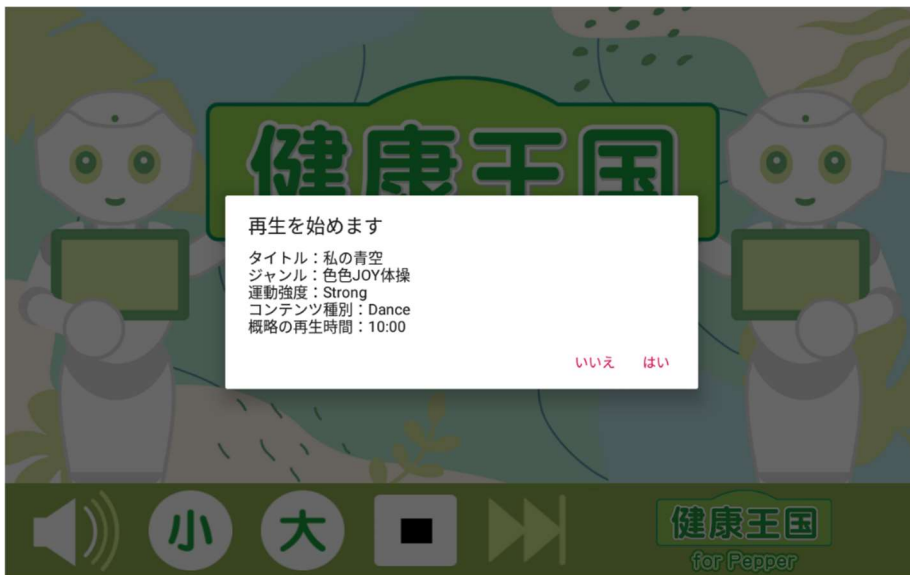 健康王国
再生を始めます
タイトル：私の青空
ジャンル：色色JOY体操
運動強度：Strong
コンテンツ種別：Dance
概略の再生時間：10:00
いいえ はい
小 大
健康王国
for Pepper